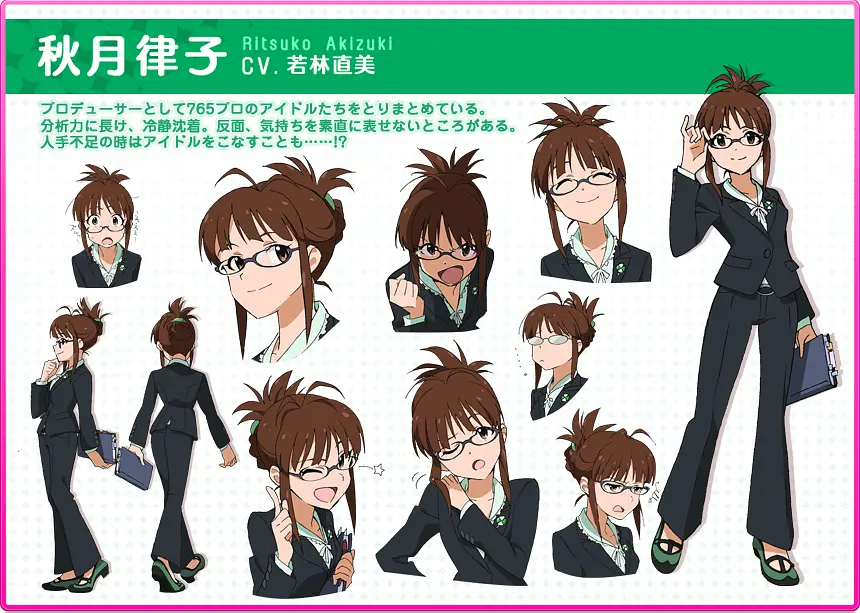 秋月律子
Ritsuko Akizuki
CV. 若林直美
プロデューサーとして765プロのアイドルたちをとりまとめている。
分析力に長け、冷静沈着。反面、気持ちを素直に表せないところがある。
人手不足の時はアイドルをこなすことも……!?